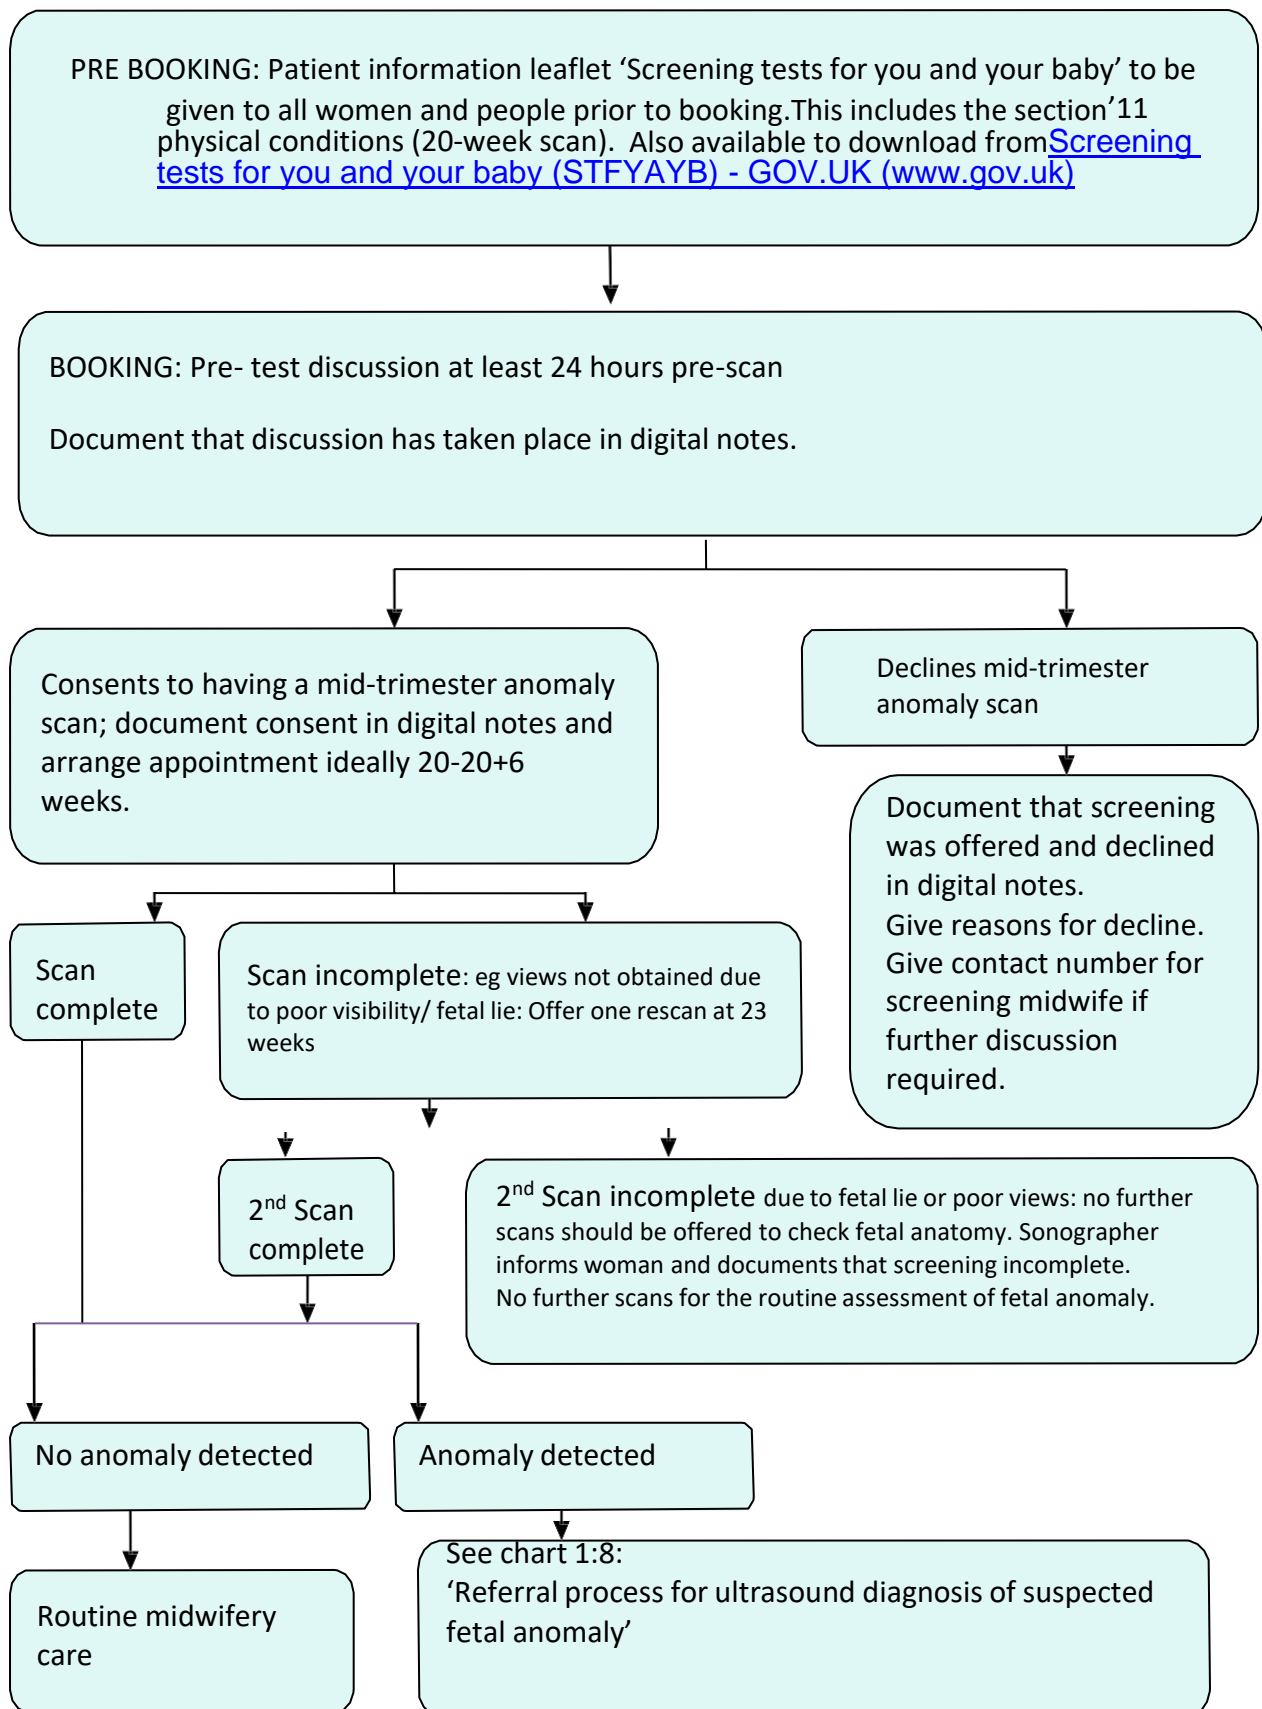 PRE BOOKING: Patient information leaflet ‘Screening tests for you and your baby’ to be
given to all women and people prior to booking.This includes the section’11
physical conditions (20-week scan).  Also available to download fromScreening
tests for you and your baby (STFYAYB) - GOV.UK (www.gov.uk)
BOOKING: Pre- test discussion at least 24 hours pre-scan
Document that discussion has taken place in digital notes.
Consents to having a mid-trimester anomaly
scan; document consent in digital notes and
arrange appointment ideally 20-20+6
weeks.
Declines mid-trimester
anomaly scan
Document that screening
was offered and declined
in digital notes.
Give reasons for decline.
Give contact number for
screening midwife if
further discussion
required.
Scan
complete
Scan incomplete: eg views not obtained due
to poor visibility/ fetal lie: Offer one rescan at 23
weeks
2nd Scan
complete
2nd Scan incomplete due to fetal lie or poor views: no further
scans should be offered to check fetal anatomy. Sonographer
informs woman and documents that screening incomplete.
No further scans for the routine assessment of fetal anomaly.
No anomaly detected
Anomaly detected
Routine midwifery
care
See chart 1:8:
‘Referral process for ultrasound diagnosis of suspected
fetal anomaly’